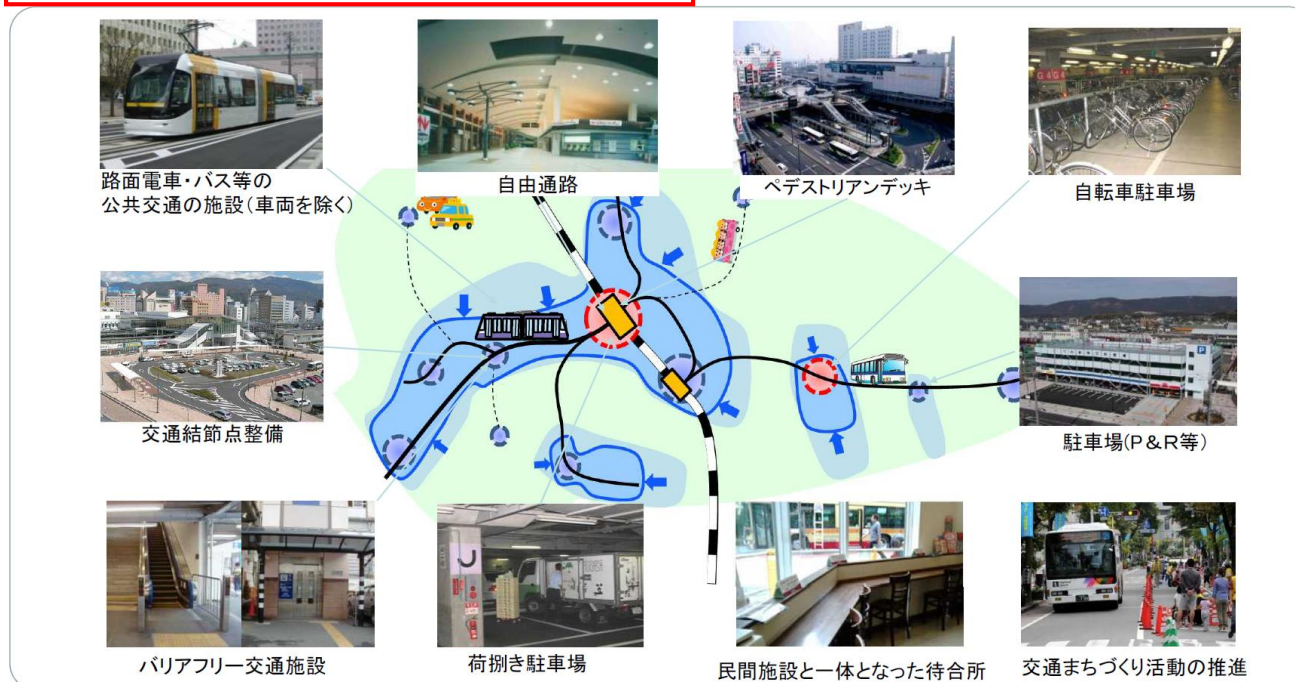 路面電車・バス等の
公共交通の施設(車両を除く)
自由通路
ペデストリアンデッキ
G 4
G 4
自転車駐車場
交通結節点整備
P
駐車場(P&R等)
バリアフリー交通施設
荷捌き駐車場
民間施設と一体となった待合所
交通まちづくり活動の推進